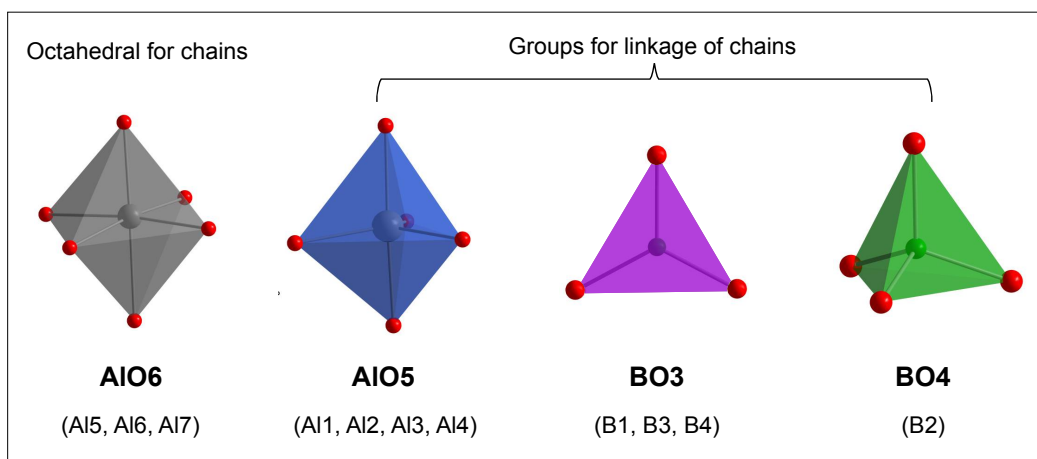 Octahedral for chains
Groups for linkage of chains
AlO6
AlO5
BO3
BO4
(Al5, Al6, Al7)
(Al1, Al2, Al3, Al4)
(B1, B3, B4)
(B2)